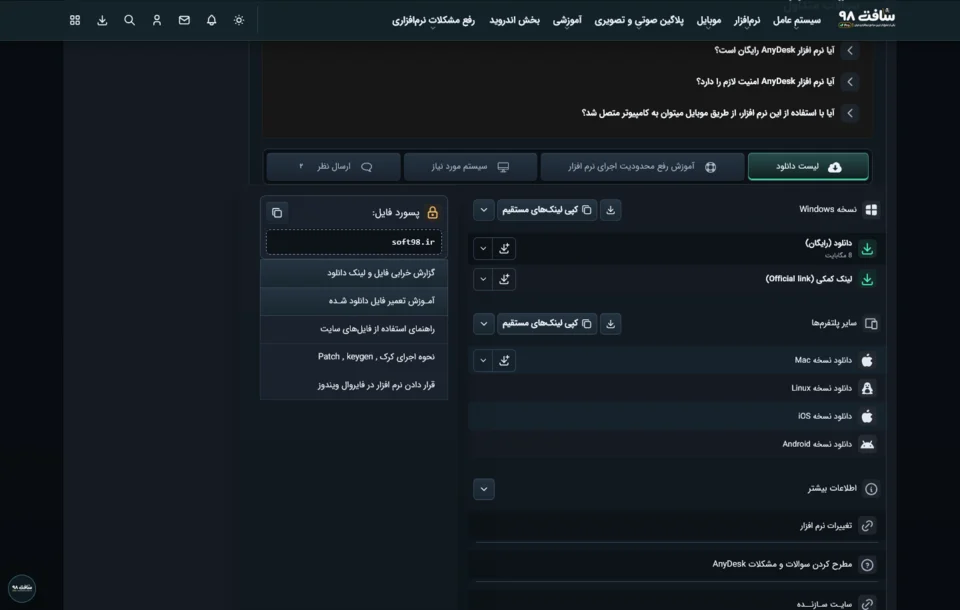 سافت ۹۸
سیستم عامل
نرم‌افزار
موبایل
پلاگین صوتی و تصویری
آموزشی
بخش اندروید
رفع مشکلات نرم‌افزاری
آیا نرم افزار AnyDesk رایگان است؟
آیا نرم افزار AnyDesk امنیت لازم را دارد؟
آیا با استفاده از این نرم افزار، از طریق موبایل میتوان به کامپیوتر متصل شد؟
لیست دانلود
آموزش رفع محدودیت اجرای نرم افزار
سیستم مورد نیاز
ارسال نظر ۲
نسخه Windows
کپی لینک‌های مستقیم
دانلود (رایگان)
8 مگابایت
لینک کمکی (Official link)
سایر پلتفرم‌ها
کپی لینک‌های مستقیم
دانلود نسخه Mac
دانلود نسخه Linux
دانلود نسخه iOS
دانلود نسخه Android
اطلاعات بیشتر
تغییرات نرم افزار
مطرح کردن سوالات و مشکلات AnyDesk
سایت سازنده
پسورد فایل:
soft98.ir
گزارش خرابی فایل و لینک دانلود
آموزش تعمیر فایل دانلود شده
راهنمای استفاده از فایل‌های سایت
نحوه اجرای کرک , Patch , keygen
قرار دادن نرم افزار در فایروال ویندوز
سافت ۹۸